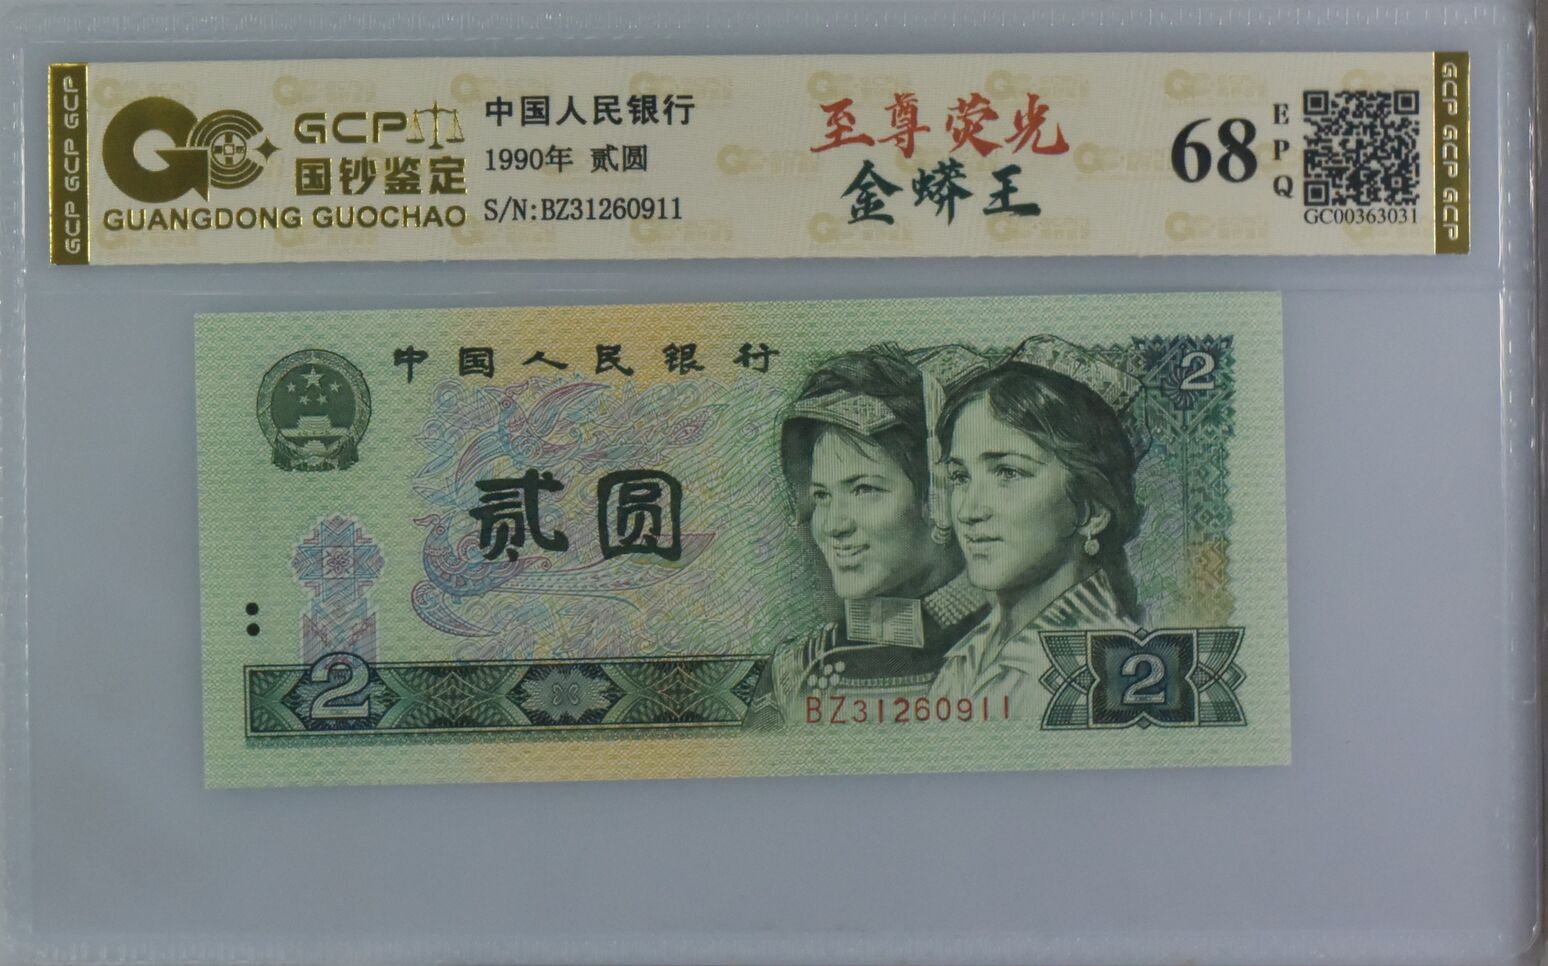 GCP GCP GCP
GCP
国钞鉴定
GUANGDONG GUOCHAO
中国人民银行
1990年 贰圆
S/N:BZ31260911
至尊荧光
金蟒王
68
EPQ
GC00363031
GCP GCP GCP
中国人民银行
贰圆
2
2
2
BZ31260911